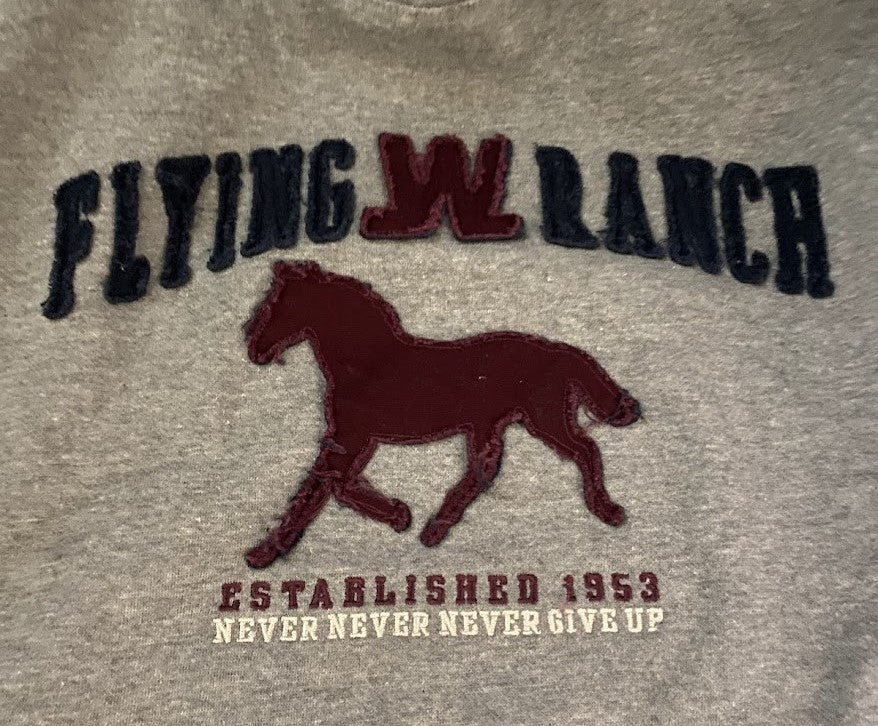 FLYING W RANCH
ESTABLISHED 1953
NEVER NEVER NEVER GIVE UP